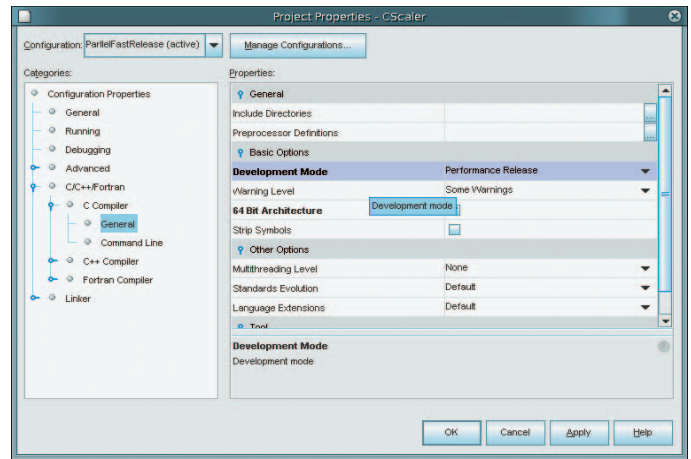 Project Properties - CScaler
Configuration: ParllelFastRelease (active)
Manage Configurations...
Categories:
Configuration Properties
General
Running
Debugging
Advanced
C/C++/Fortran
C Compiler
General
Command Line
C++ Compiler
Fortran Compiler
Linker
Properties:
General
Include Directories ...
Preprocessor Definitions ...
Basic Options
Development Mode Performance Release
Warning Level Some Warnings
Development mode
64 Bit Architecture
Strip Symbols
Other Options
Multithreading Level None
Standards Evolution Default
Language Extensions Default
Tool
Development Mode
Development mode
OK Cancel Apply Help